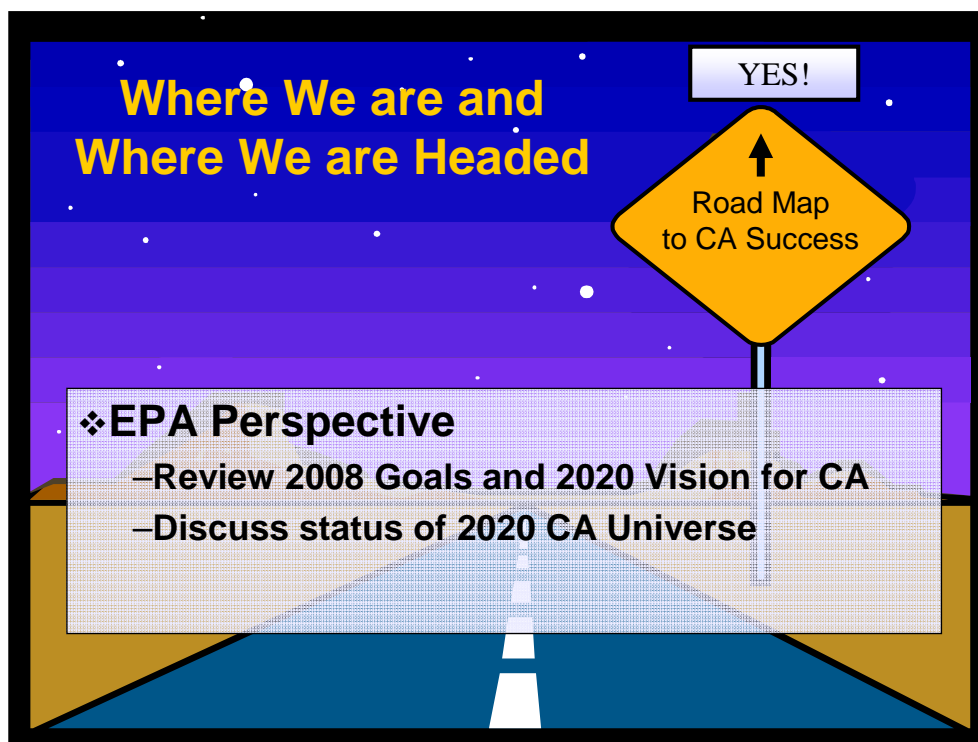 Where We are and
Where We are Headed
YES!
Road Map
to CA Success
❖EPA Perspective
–Review 2008 Goals and 2020 Vision for CA
–Discuss status of 2020 CA Universe